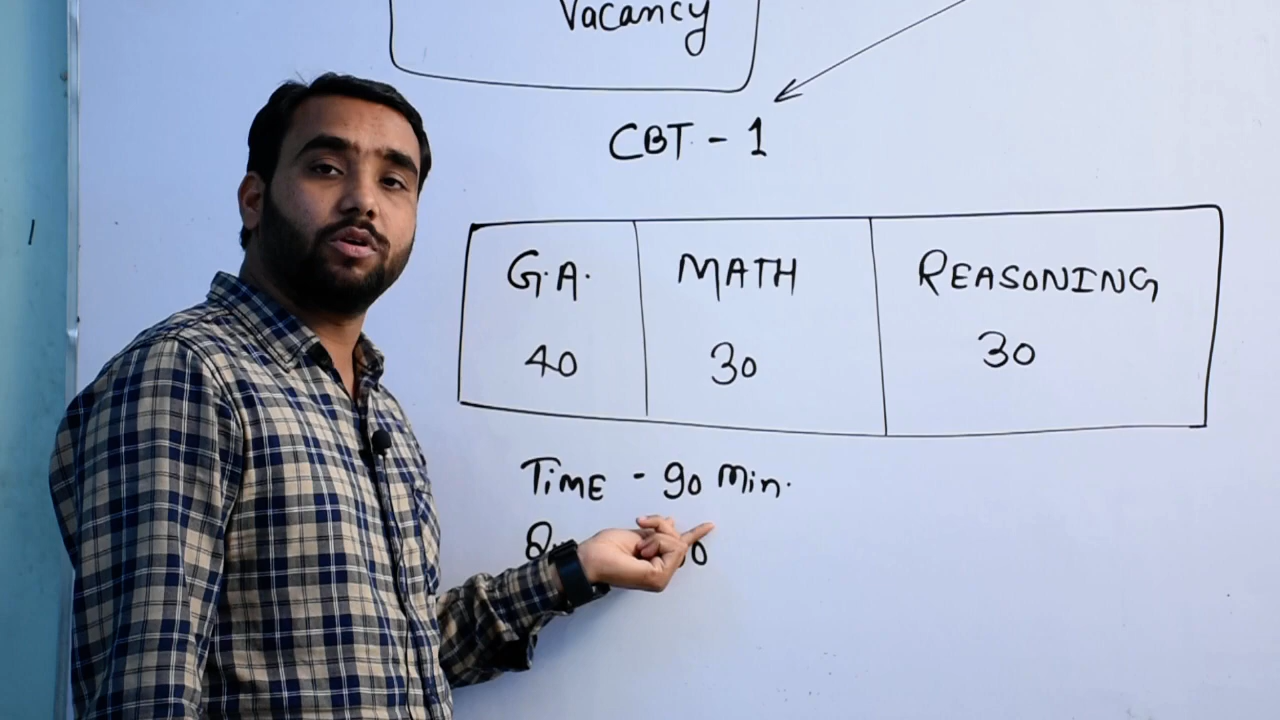 Vacancy
CBT - 1
G.A. MATH REASONING
40 30 30
TIME - 90 Min.